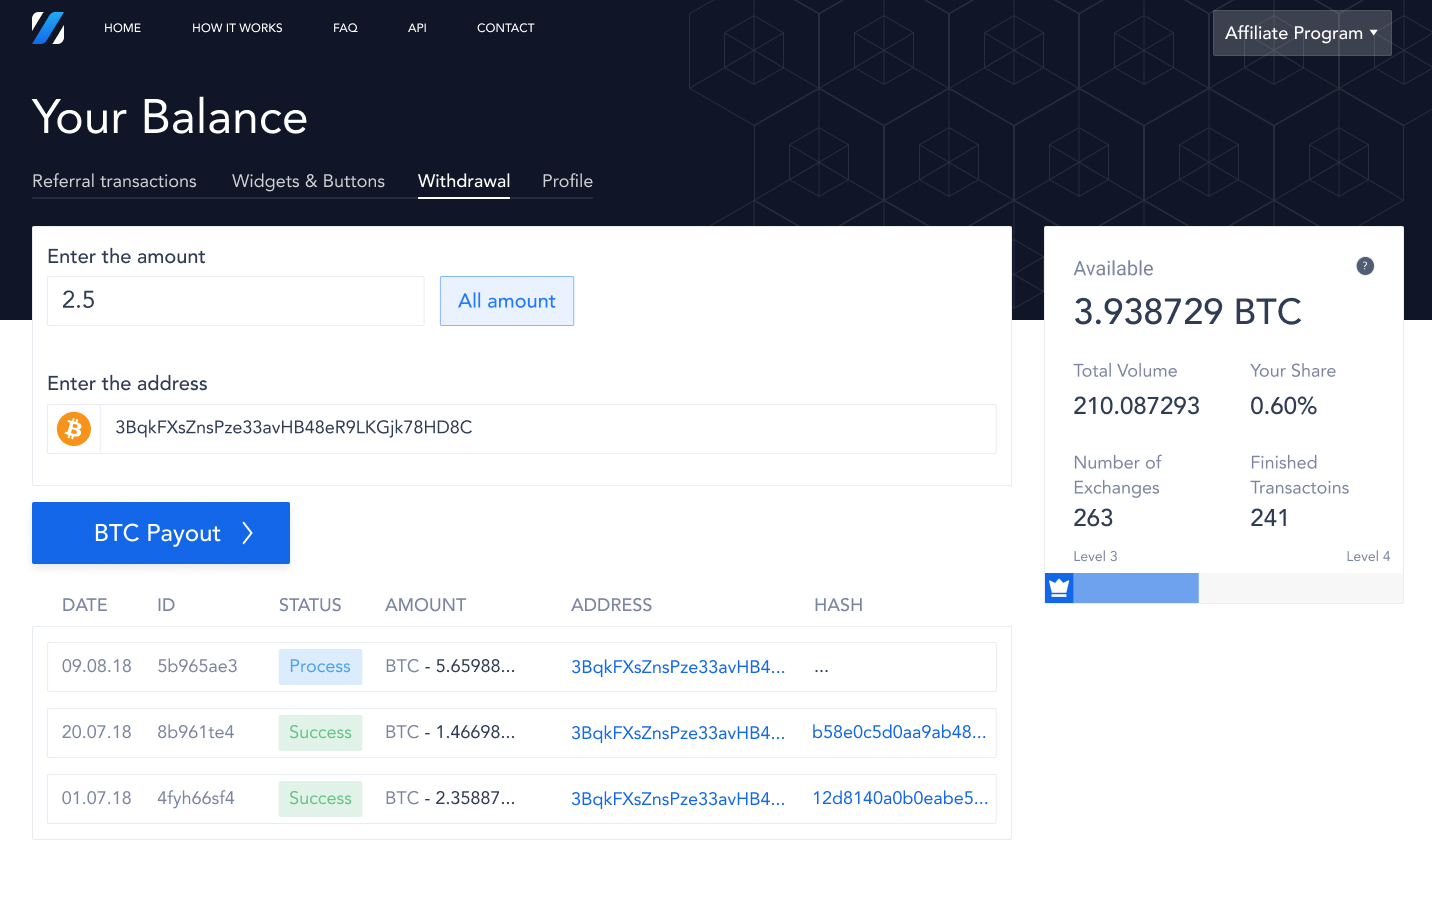 HOME HOW IT WORKS FAQ API CONTACT
Affiliate Program
Your Balance
Referral transactions Widgets & Buttons Withdrawal Profile
Enter the amount
2.5 All amount
Enter the address
3BqkFXsZnsPze33avHB48eR9LKGjk78HD8C
BTC Payout
Available ?
3.938729 BTC
Total Volume Your Share
210.087293 0.60%
Number of Finished
Exchanges Transactoins
263 241
Level 3 Level 4
DATE ID STATUS AMOUNT ADDRESS HASH
09.08.18 5b965ae3 Process BTC - 5.65988... 3BqkFXsZnsPze33avHB4... ...
20.07.18 8b961te4 Success BTC - 1.46698... 3BqkFXsZnsPze33avHB4... b58e0c5d0aa9ab48...
01.07.18 4fyh66sf4 Success BTC - 2.35887... 3BqkFXsZnsPze33avHB4... 12d8140a0b0eabe5...